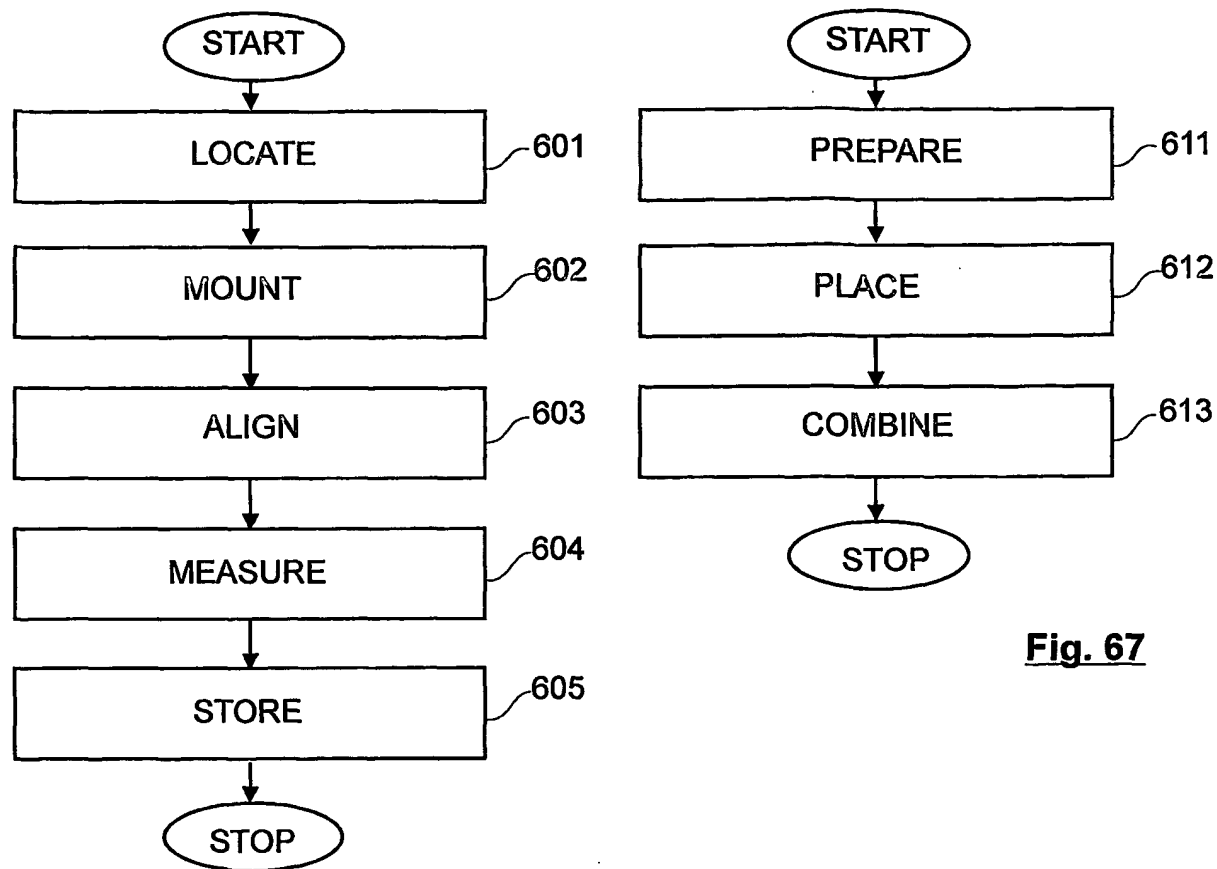 START
LOCATE
601
MOUNT
602
ALIGN
603
MEASURE
604
STORE
605
STOP
START
PREPARE
611
PLACE
612
COMBINE
613
STOP
Fig. 67